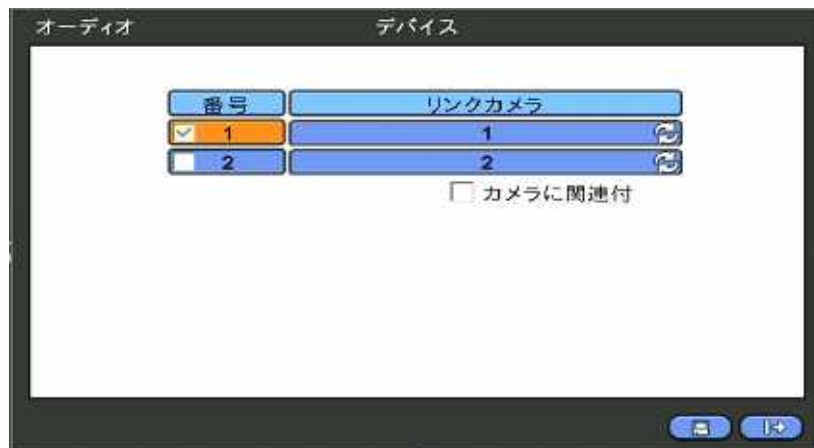 オーディオ デバイス
番号 リンクカメラ
1 1
2 2
カメラに関連付